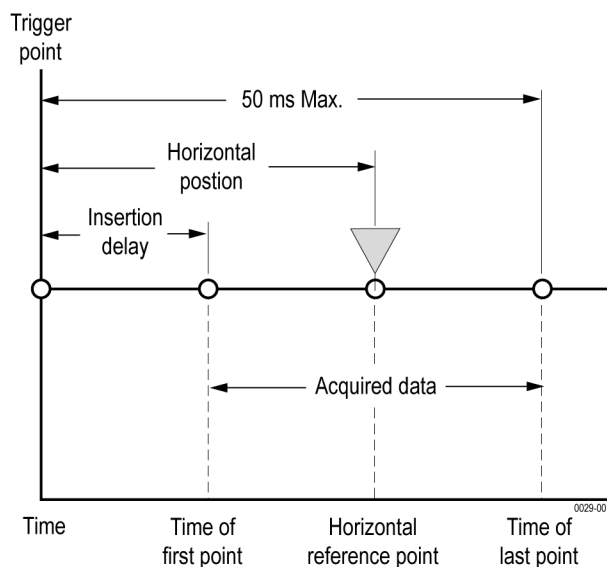 Trigger
point
50 ms Max.
Horizontal
postion
Insertion
delay
Acquired data
0029-001
Time
Time of
first point
Horizontal
reference point
Time of
last point